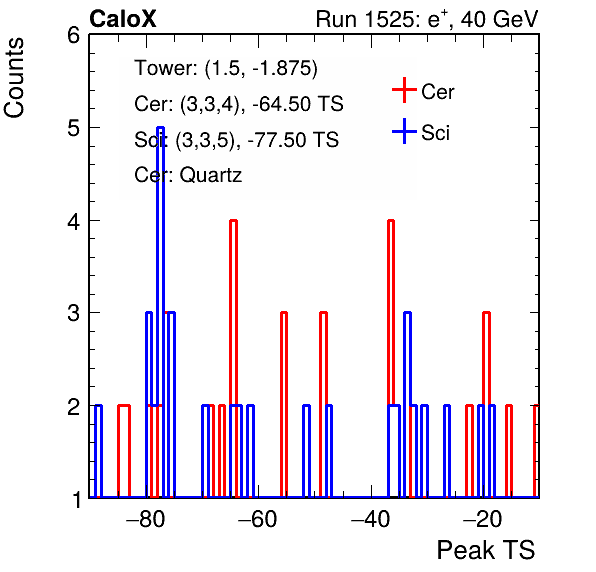 CaloX Run 1525: e⁺, 40 GeV
Counts
6
Tower: (1.5, -1.875)
Cer: (3,3,4), -64.50 TS
Sci: (3,3,5), -77.50 TS
Cer: Quartz
Cer
Sci
5
4
3
2
1
−80 −60 −40 −20
Peak TS